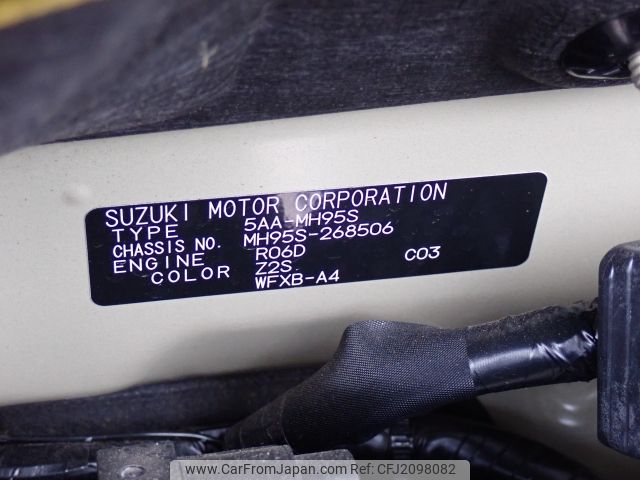 SUZUKI MOTOR CORPORATION
TYPE 5AA-MH95S
CHASSIS NO. MH95S-268506
ENGINE R06D C03
COLOR Z2S
WFXB-A4
www.CarFromJapan.com - Ref No: CFJ2098082